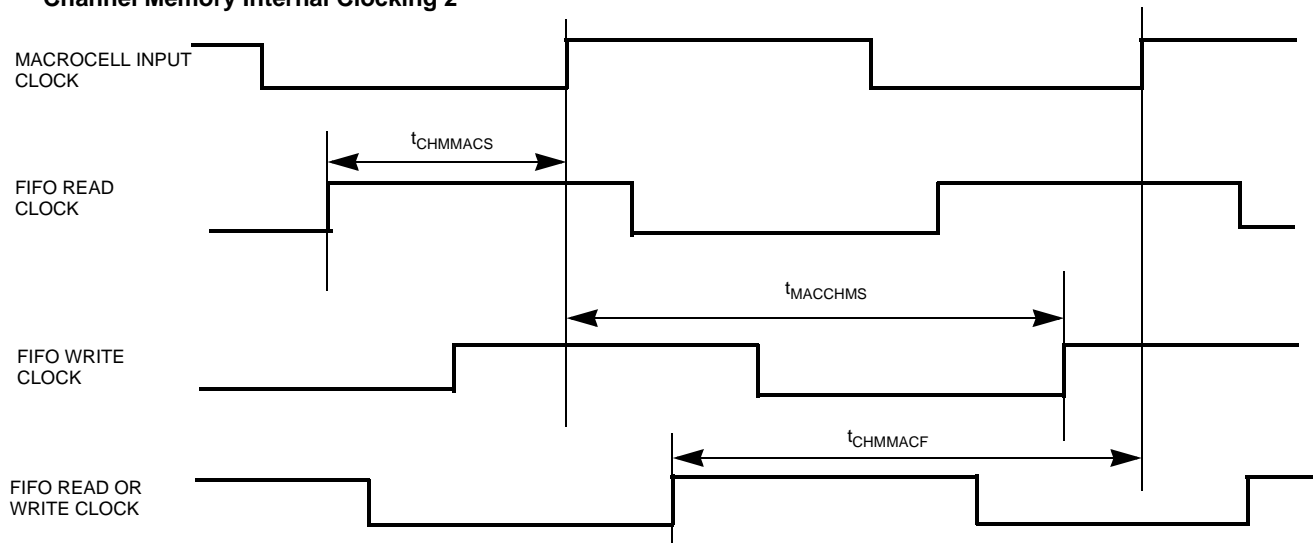 Channel Memory Internal Clocking 2
MACROCELL INPUT
CLOCK
tCHMMACS
FIFO READ
CLOCK
tMACCHMS
FIFO WRITE
CLOCK
tCHMMACF
FIFO READ OR
WRITE CLOCK